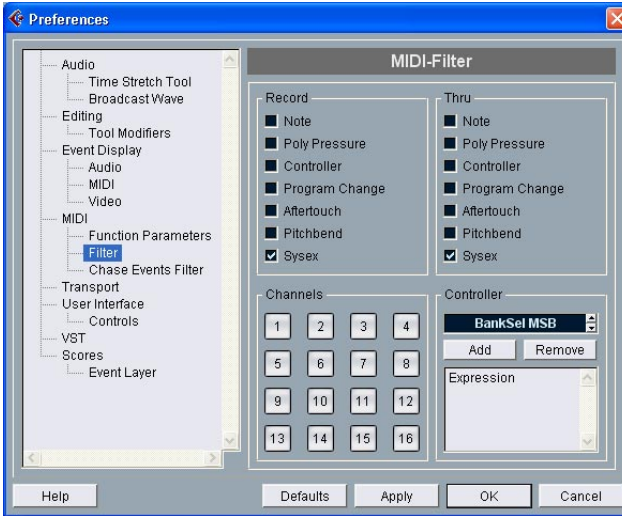 Preferences
Audio
Time Stretch Tool
Broadcast Wave
Editing
Tool Modifiers
Event Display
Audio
MIDI
Video
MIDI
Function Parameters
Filter
Chase Events Filter
Transport
User Interface
Controls
VST
Scores
Event Layer
MIDI-Filter
Record
Note
Poly Pressure
Controller
Program Change
Aftertouch
Pitchbend
Sysex
Thru
Note
Poly Pressure
Controller
Program Change
Aftertouch
Pitchbend
Sysex
Channels
1 2 3 4
5 6 7 8
9 10 11 12
13 14 15 16
Controller
BankSel MSB
Add Remove
Expression
Help Defaults Apply OK Cancel